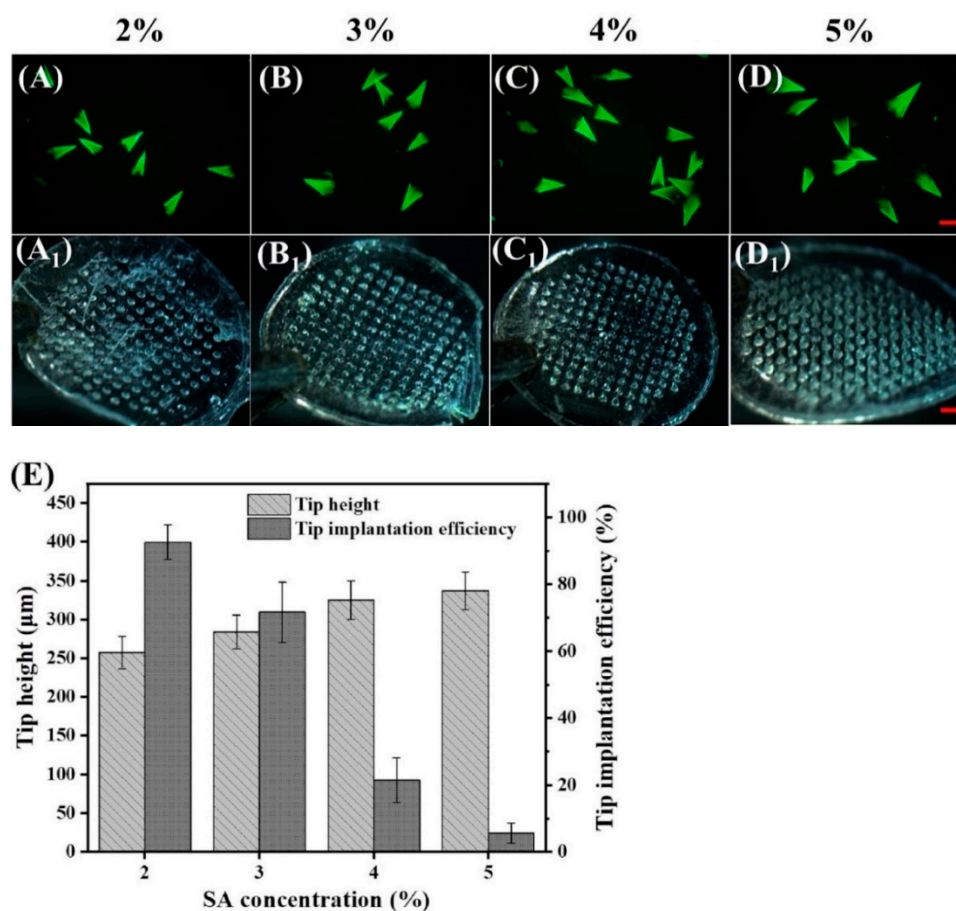 2% 3% 4% 5%
(A) (B) (C) (D)
(A₁) (B₁) (C₁) (D₁)
(E)
Tip height
Tip implantation efficiency
Tip height (μm)
450
400
350
300
250
200
150
100
50
0
Tip implantation efficiency (%)
100
80
60
40
20
0
2 3 4 5
SA concentration (%)